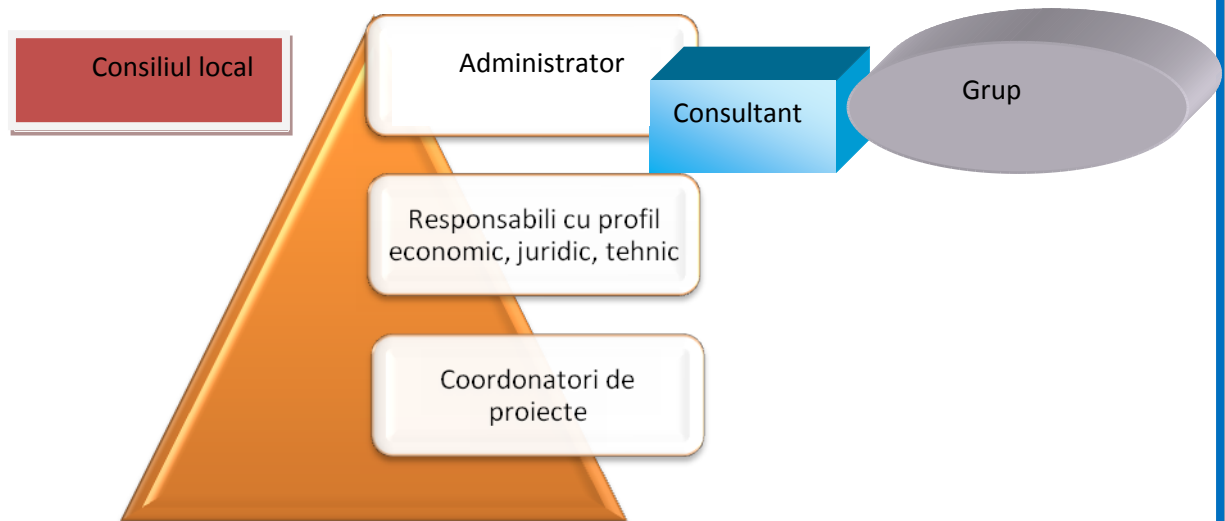 Consiliul local
Administrator
Consultant
Grup
Responsabili cu profil
economic, juridic, tehnic
Coordonatori de
proiecte